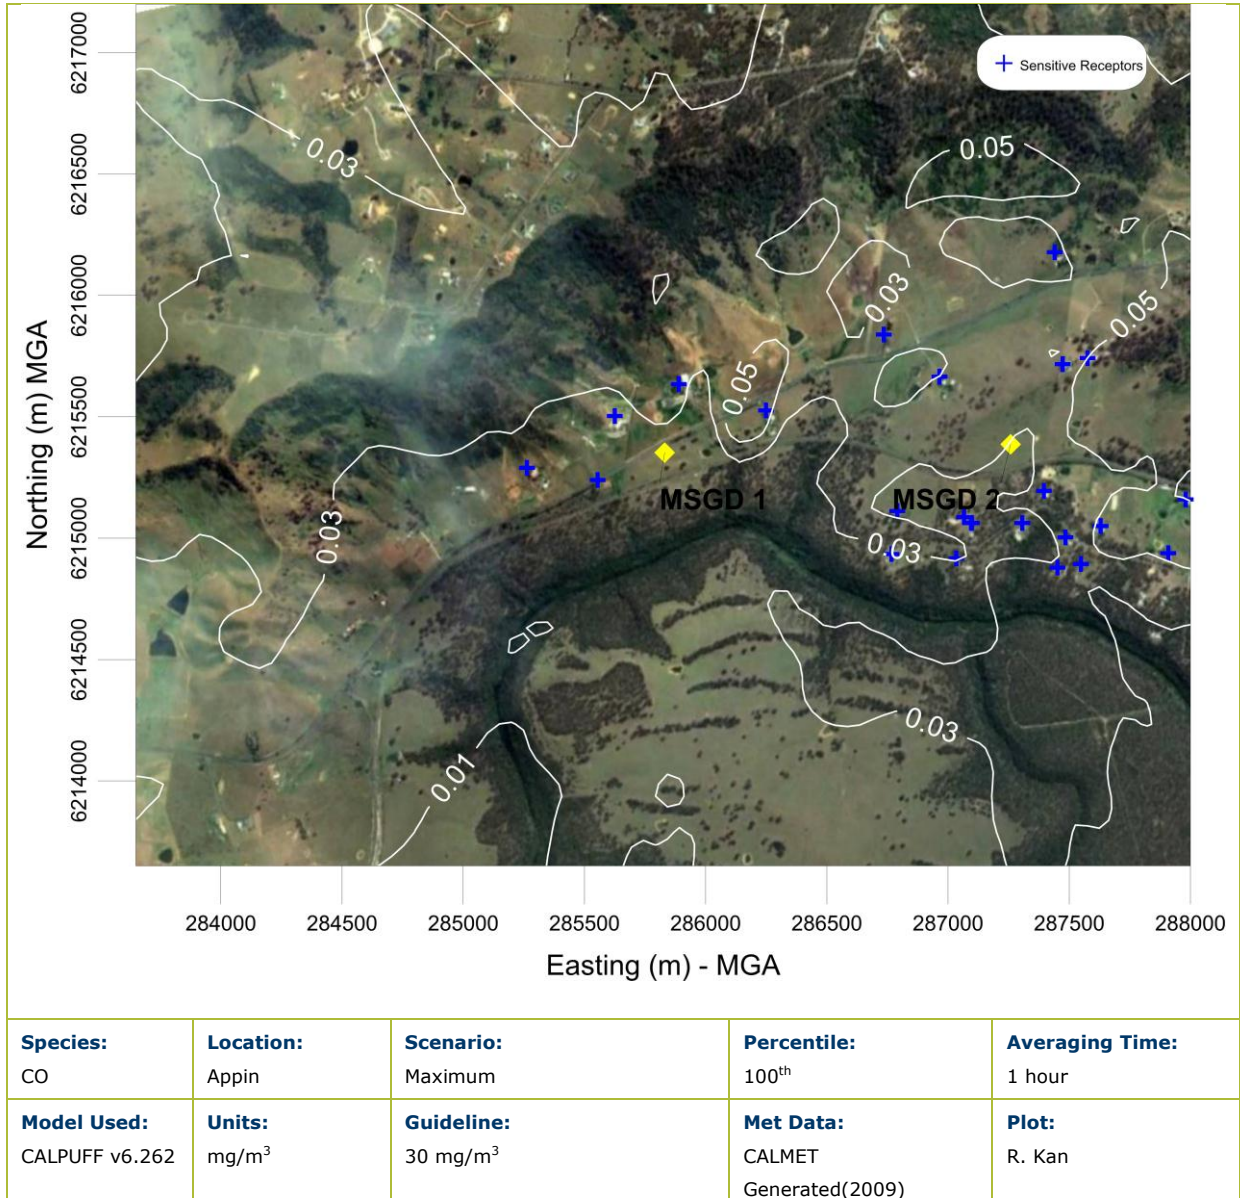 Sensitive Receptors
Northing (m) MGA
6217000
6216500
6216000
6215500
6215000
6214500
6214000
0.03
0.05
0.03
0.05
0.05
MSGD 1
MSGD 2
0.03
0.03
0.03
0.01
284000 284500 285000 285500 286000 286500 287000 287500 288000
Easting (m) - MGA
Species: Location: Scenario: Percentile: Averaging Time:
CO Appin Maximum 100th 1 hour
Model Used: Units: Guideline: Met Data: Plot:
CALPUFF v6.262 mg/m³ 30 mg/m³ CALMET R. Kan
Generated(2009)